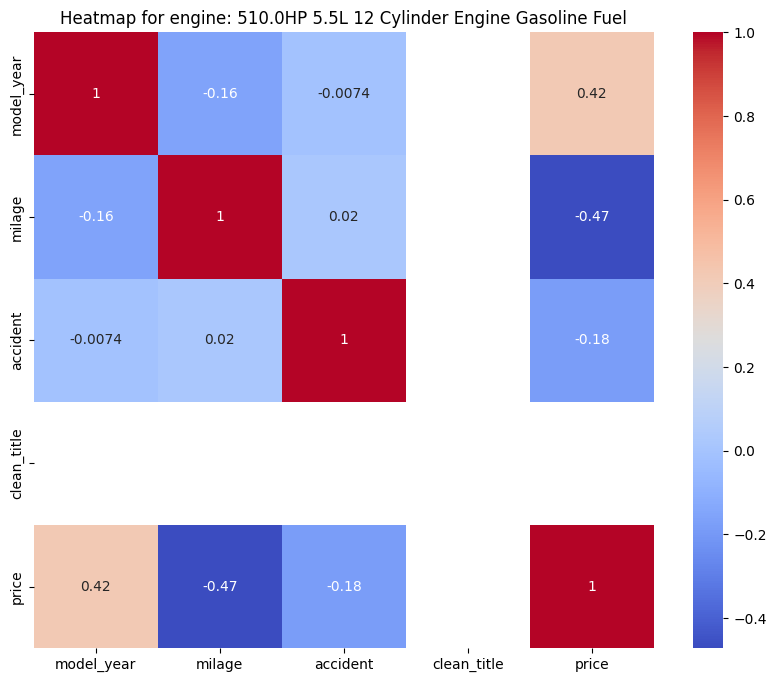 Heatmap for engine: 510.0HP 5.5L 12 Cylinder Engine Gasoline Fuel
model_year 1 -0.16 -0.0074 0.42
milage -0.16 1 0.02 -0.47
accident -0.0074 0.02 1 -0.18
clean_title
price 0.42 -0.47 -0.18 1
model_year milage accident clean_title price
1.0
0.8
0.6
0.4
0.2
0.0
−0.2
−0.4